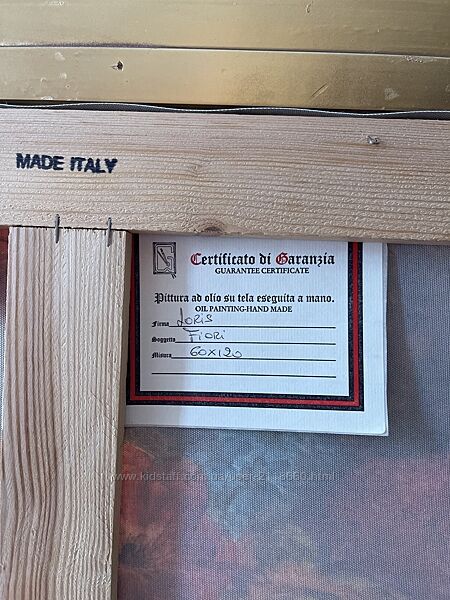 MADE ITALY
Certificato di Garanzia
GUARANTEE CERTIFICATE
Pittura ad olio su tela eseguita a mano.
OIL PAINTING-HAND MADE
Firma LORIS
Soggetto FIORI
Misura 60x120